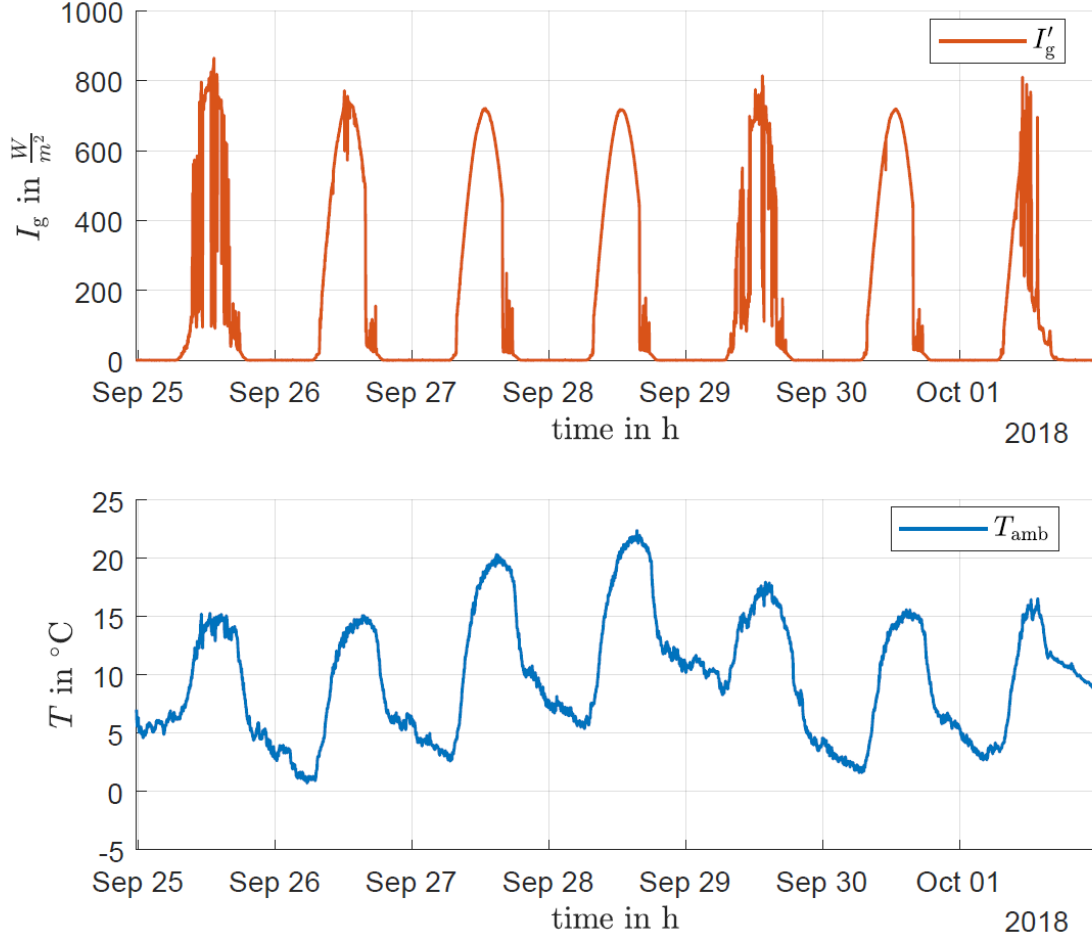 1000
800
600
400
200
0
I_g in W/m²
I′_g
Sep 25 Sep 26 Sep 27 Sep 28 Sep 29 Sep 30 Oct 01
time in h
2018
25
20
15
10
5
0
-5
T in °C
T_amb
Sep 25 Sep 26 Sep 27 Sep 28 Sep 29 Sep 30 Oct 01
time in h
2018